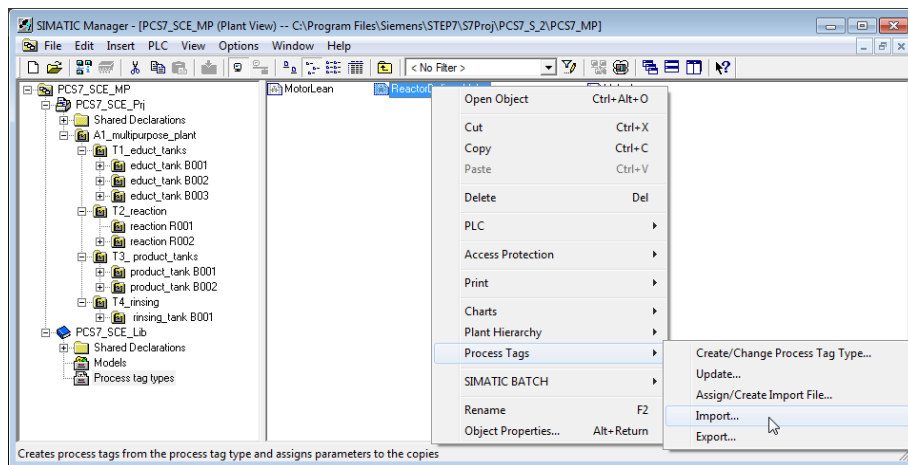 SIMATIC Manager - [PCS7_SCE_MP (Plant View) -- C:\Program Files\Siemens\STEP7\S7Proj\PCS7_S_2\PCS7_MP]
File Edit Insert PLC View Options Window Help
< No Filter >
PCS7_SCE_MP
PCS7_SCE_Prj
Shared Declarations
A1_multipurpose_plant
T1_educt_tanks
educt_tank B001
educt_tank B002
educt_tank B003
T2_reaction
reaction R001
reaction R002
T3_ product_tanks
product_tank B001
product_tank B002
T4_rinsing
rinsing_tank B001
PCS7_SCE_Lib
Shared Declarations
Models
Process tag types
MotorLean
Open Object Ctrl+Alt+O
Cut Ctrl+X
Copy Ctrl+C
Paste Ctrl+V
Delete Del
PLC
Access Protection
Print
Charts
Plant Hierarchy
Process Tags
SIMATIC BATCH
Rename F2
Object Properties... Alt+Return
Create/Change Process Tag Type...
Update...
Assign/Create Import File...
Import...
Export...
Creates process tags from the process tag type and assigns parameters to the copies